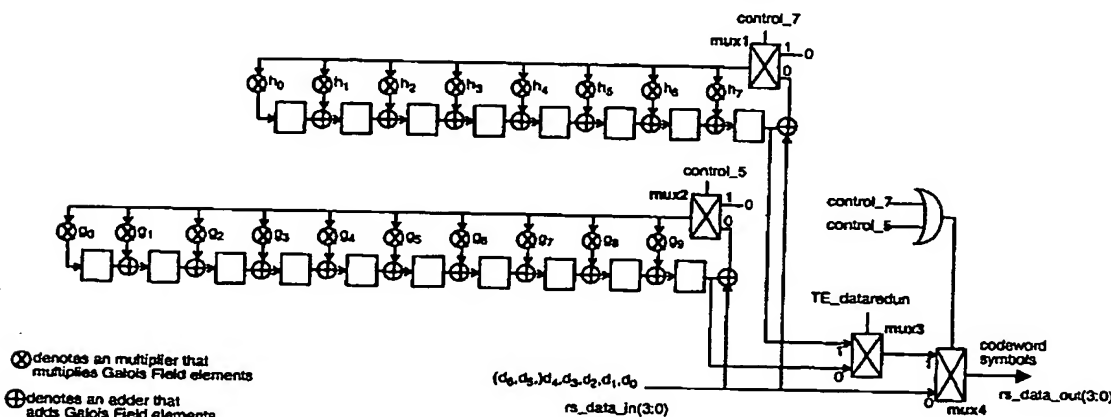 control_7
mux1
1
0
0
h0 h1 h2 h3 h4 h5 h6 h7
control_5
mux2
1
0
0
g0 g1 g2 g3 g4 g5 g6 g7 g8 g9
control_7
control_5
TE_dataredun
mux3
1
0
codeword
symbols
1
0
rs_data_out(3:0)
mux4
(d6,d5,)d4,d3,d2,d1,d0
rs_data_in(3:0)
denotes an multiplier that
multiplies Galois Field elements
denotes an adder that
adds Galois Field elements